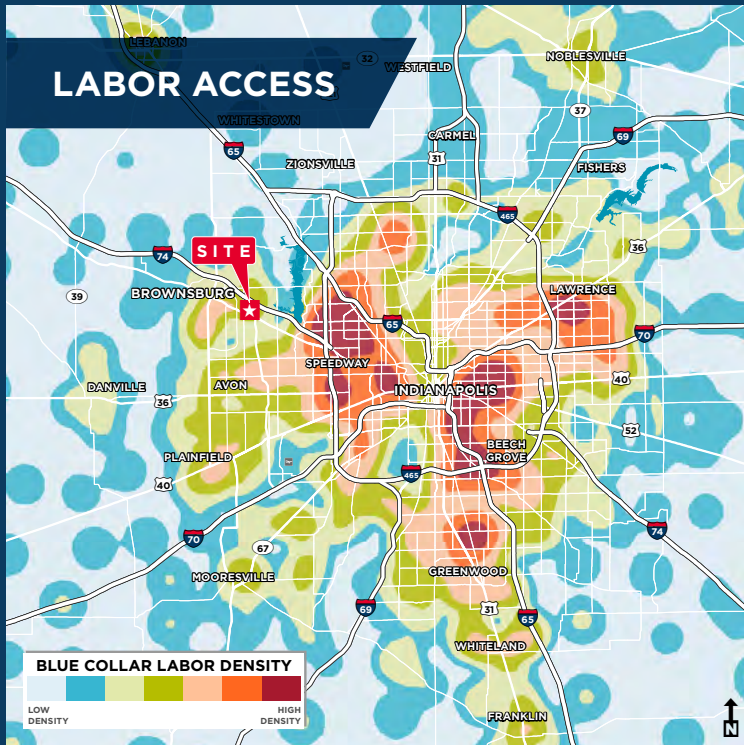 LEBANON
32
WESTFIELD
NOBLESVILLE
LABOR ACCESS
WHITESTOWN
37
65
CARMEL
69
31
ZIONSVILLE
FISHERS
465
SITE
36
74
BROWNSBURG
39
LAWRENCE
65
70
SPEEDWAY
DANVILLE
AVON
INDIANAPOLIS
40
36
52
BEECH
GROVE
PLAINFIELD
465
40
70
74
67
MOORESVILLE
GREENWOOD
69
31
65
WHITELAND
BLUE COLLAR LABOR DENSITY
LOW
DENSITY
HIGH
DENSITY
FRANKLIN
N